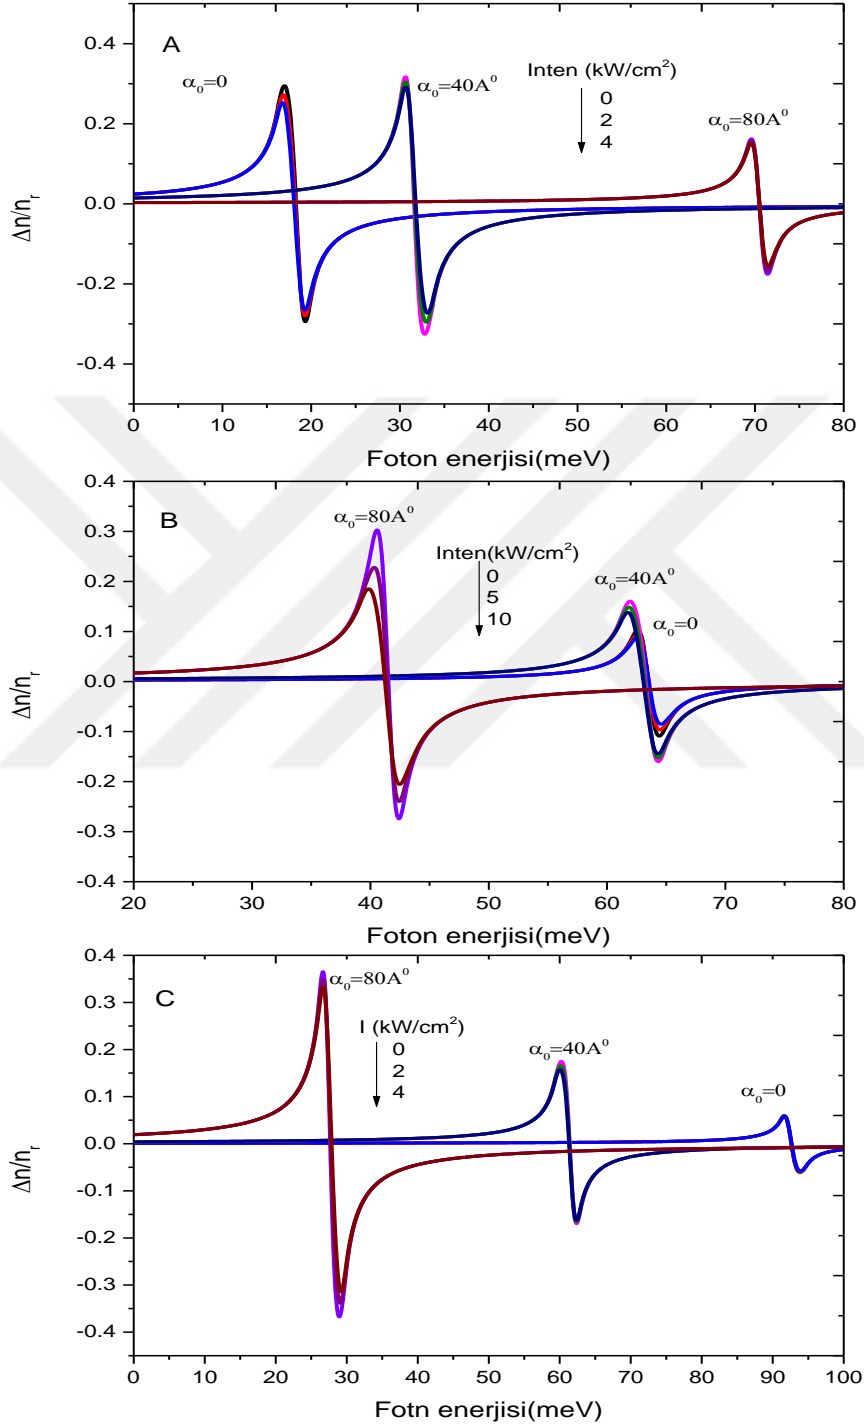 A
α₀=0
α₀=40A⁰
Inten (kW/cm²)
0
2
4
α₀=80A⁰
Δn/nᵣ
0.4
0.2
0.0
-0.2
-0.4
0 10 20 30 40 50 60 70 80
Foton enerjisi(meV)
B
α₀=80A⁰
Inten(kW/cm²)
0
5
10
α₀=40A⁰
α₀=0
Δn/nᵣ
0.4
0.3
0.2
0.1
0.0
-0.1
-0.2
-0.3
-0.4
20 30 40 50 60 70 80
Foton enerjisi(meV)
C
α₀=80A⁰
I (kW/cm²)
0
2
4
α₀=40A⁰
α₀=0
Δn/nᵣ
0.4
0.3
0.2
0.1
0.0
-0.1
-0.2
-0.3
-0.4
0 10 20 30 40 50 60 70 80 90 100
Fotn enerjisi(meV)